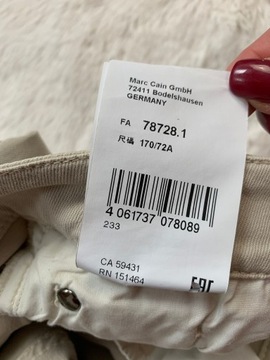 Marc Cain GmbH
72411 Bodelshausen
GERMANY
FA 78728.1
尺碼 170/72A
4 061737 078089
233
CA 59431
RN 151464